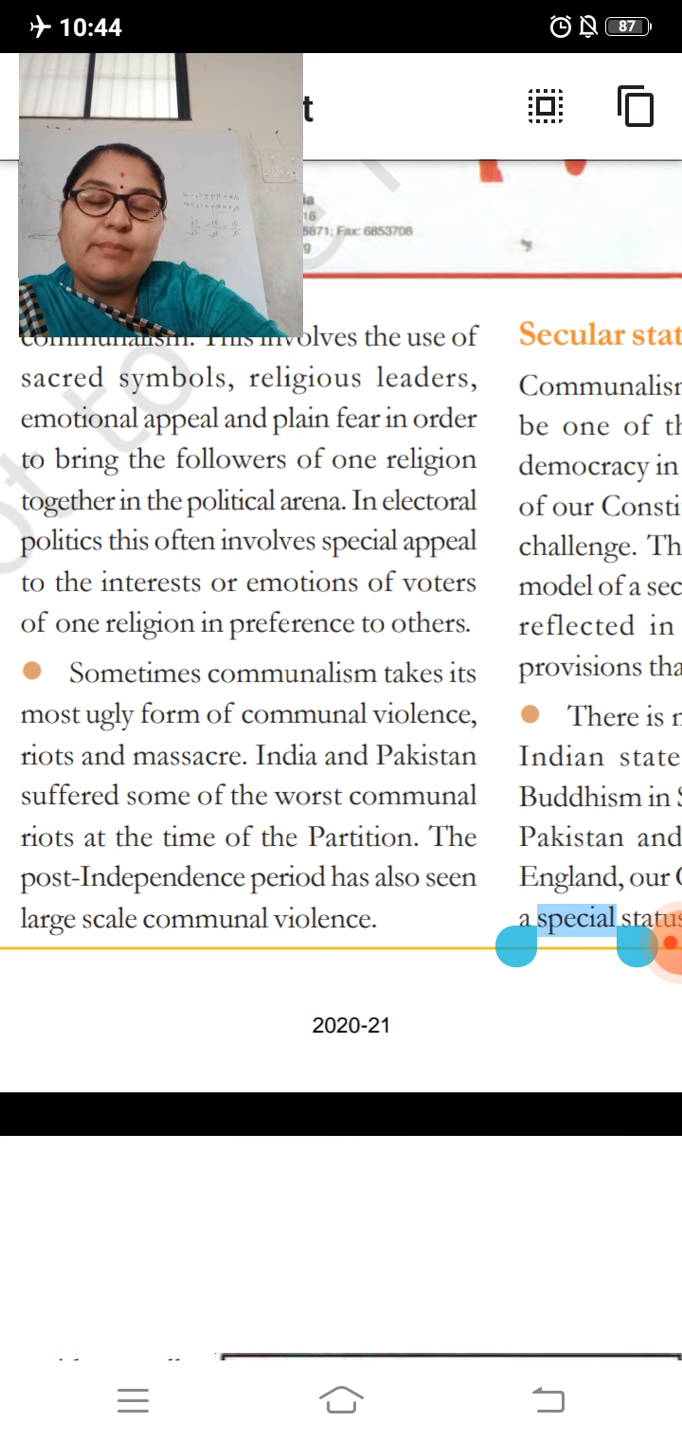 10:44
87
t
ia
16
5871; Fax: 6853708
g
communalism. This involves the use of
sacred symbols, religious leaders,
emotional appeal and plain fear in order
to bring the followers of one religion
together in the political arena. In electoral
politics this often involves special appeal
to the interests or emotions of voters
of one religion in preference to others.
Sometimes communalism takes its
most ugly form of communal violence,
riots and massacre. India and Pakistan
suffered some of the worst communal
riots at the time of the Partition. The
post-Independence period has also seen
large scale communal violence.
Secular stat
Communalism
be one of th
democracy in
of our Consti
challenge. Th
model of a sec
reflected in
provisions tha
There is n
Indian state
Buddhism in S
Pakistan and
England, our C
a special status
2020-21